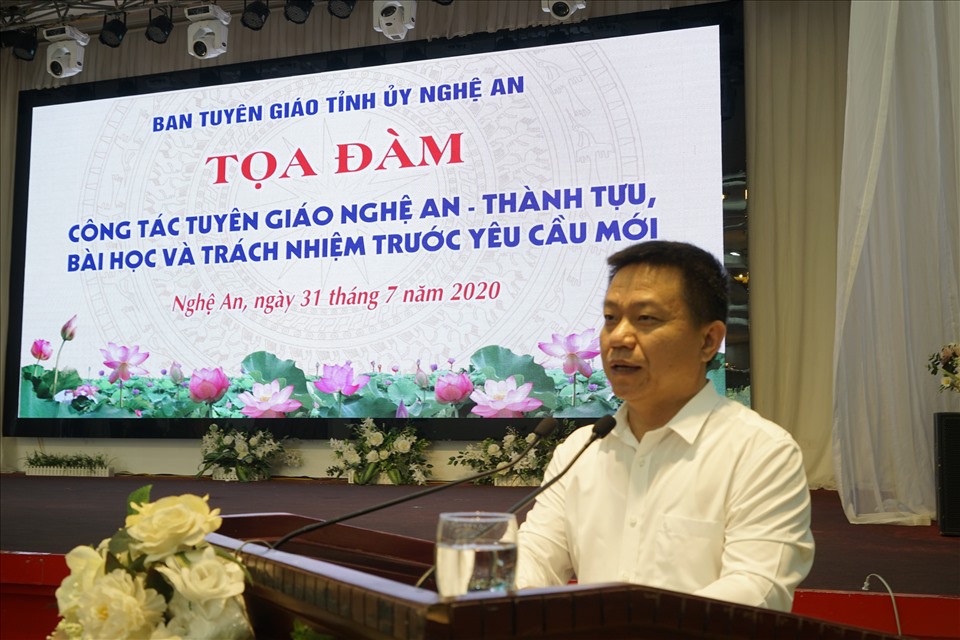 BAN TUYÊN GIÁO TỈNH ỦY NGHỆ AN
TỌA ĐÀM
CÔNG TÁC TUYÊN GIÁO NGHỆ AN - THÀNH TỰU,
BÀI HỌC VÀ TRÁCH NHIỆM TRƯỚC YÊU CẦU MỚI
Nghệ An, ngày 31 tháng 7 năm 2020